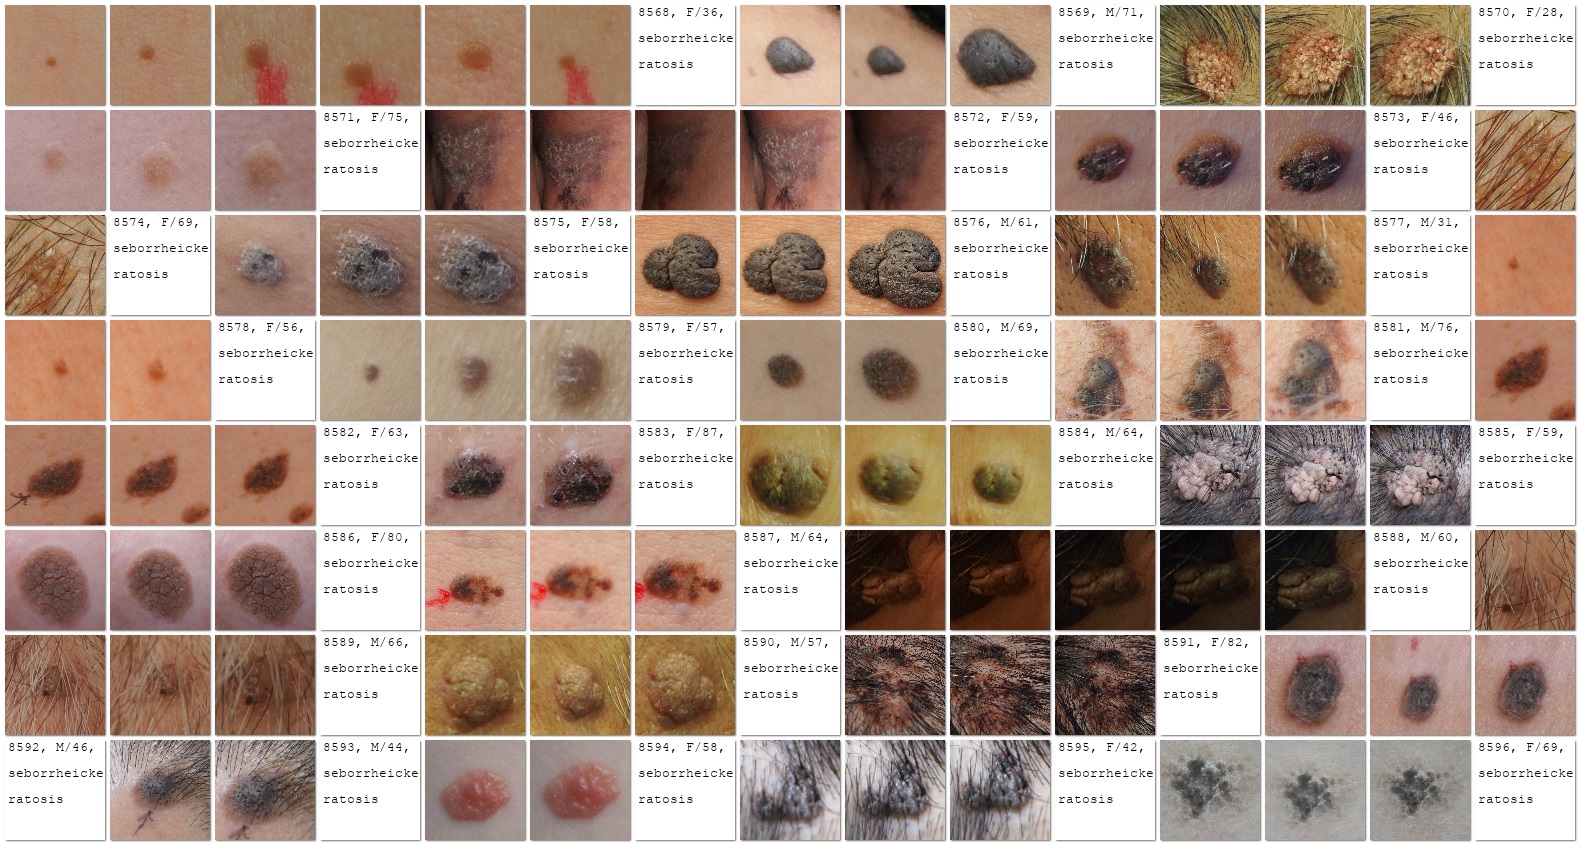 8568, F/36,
seborrheicke
ratosis
8569, M/71,
seborrheicke
ratosis
8570, F/28,
seborrheicke
ratosis
8571, F/75,
seborrheicke
ratosis
8572, F/59,
seborrheicke
ratosis
8573, F/46,
seborrheicke
ratosis
8574, F/69,
seborrheicke
ratosis
8575, F/58,
seborrheicke
ratosis
8576, M/61,
seborrheicke
ratosis
8577, M/31,
seborrheicke
ratosis
8578, F/56,
seborrheicke
ratosis
8579, F/57,
seborrheicke
ratosis
8580, M/69,
seborrheicke
ratosis
8581, M/76,
seborrheicke
ratosis
8582, F/63,
seborrheicke
ratosis
8583, F/87,
seborrheicke
ratosis
8584, M/64,
seborrheicke
ratosis
8585, F/59,
seborrheicke
ratosis
8586, F/80,
seborrheicke
ratosis
8587, M/64,
seborrheicke
ratosis
8588, M/60,
seborrheicke
ratosis
8589, M/66,
seborrheicke
ratosis
8590, M/57,
seborrheicke
ratosis
8591, F/82,
seborrheicke
ratosis
8592, M/46,
seborrheicke
ratosis
8593, M/44,
seborrheicke
ratosis
8594, F/58,
seborrheicke
ratosis
8595, F/42,
seborrheicke
ratosis
8596, F/69,
seborrheicke
ratosis